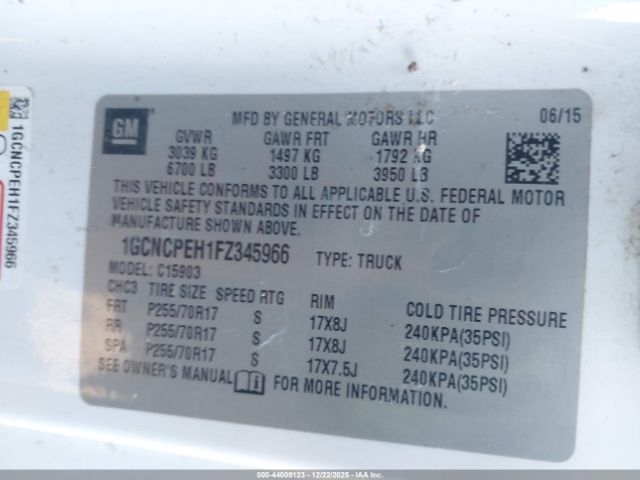 1GCNCPEH1FZ345966
GM
MFD BY GENERAL MOTORS LLC
06/15
GVWR GAWR FRT GAWR RR
3039 KG 1497 KG 1792 KG
6700 LB 3300 LB 3950 LB
THIS VEHICLE CONFORMS TO ALL APPLICABLE U.S. FEDERAL MOTOR
VEHICLE SAFETY STANDARDS IN EFFECT ON THE DATE OF
MANUFACTURE SHOWN ABOVE.
1GCNCPEH1FZ345966 TYPE: TRUCK
MODEL: C15903
CHC3 TIRE SIZE SPEED RTG RIM COLD TIRE PRESSURE
FRT P255/70R17 S 17X8J 240KPA(35PSI)
RR P255/70R17 S 17X8J 240KPA(35PSI)
SPA P255/70R17 S 17X7.5J 240KPA(35PSI)
SEE OWNER'S MANUAL FOR MORE INFORMATION.
000-44009123 - 12/22/2025 - IAAI.COM